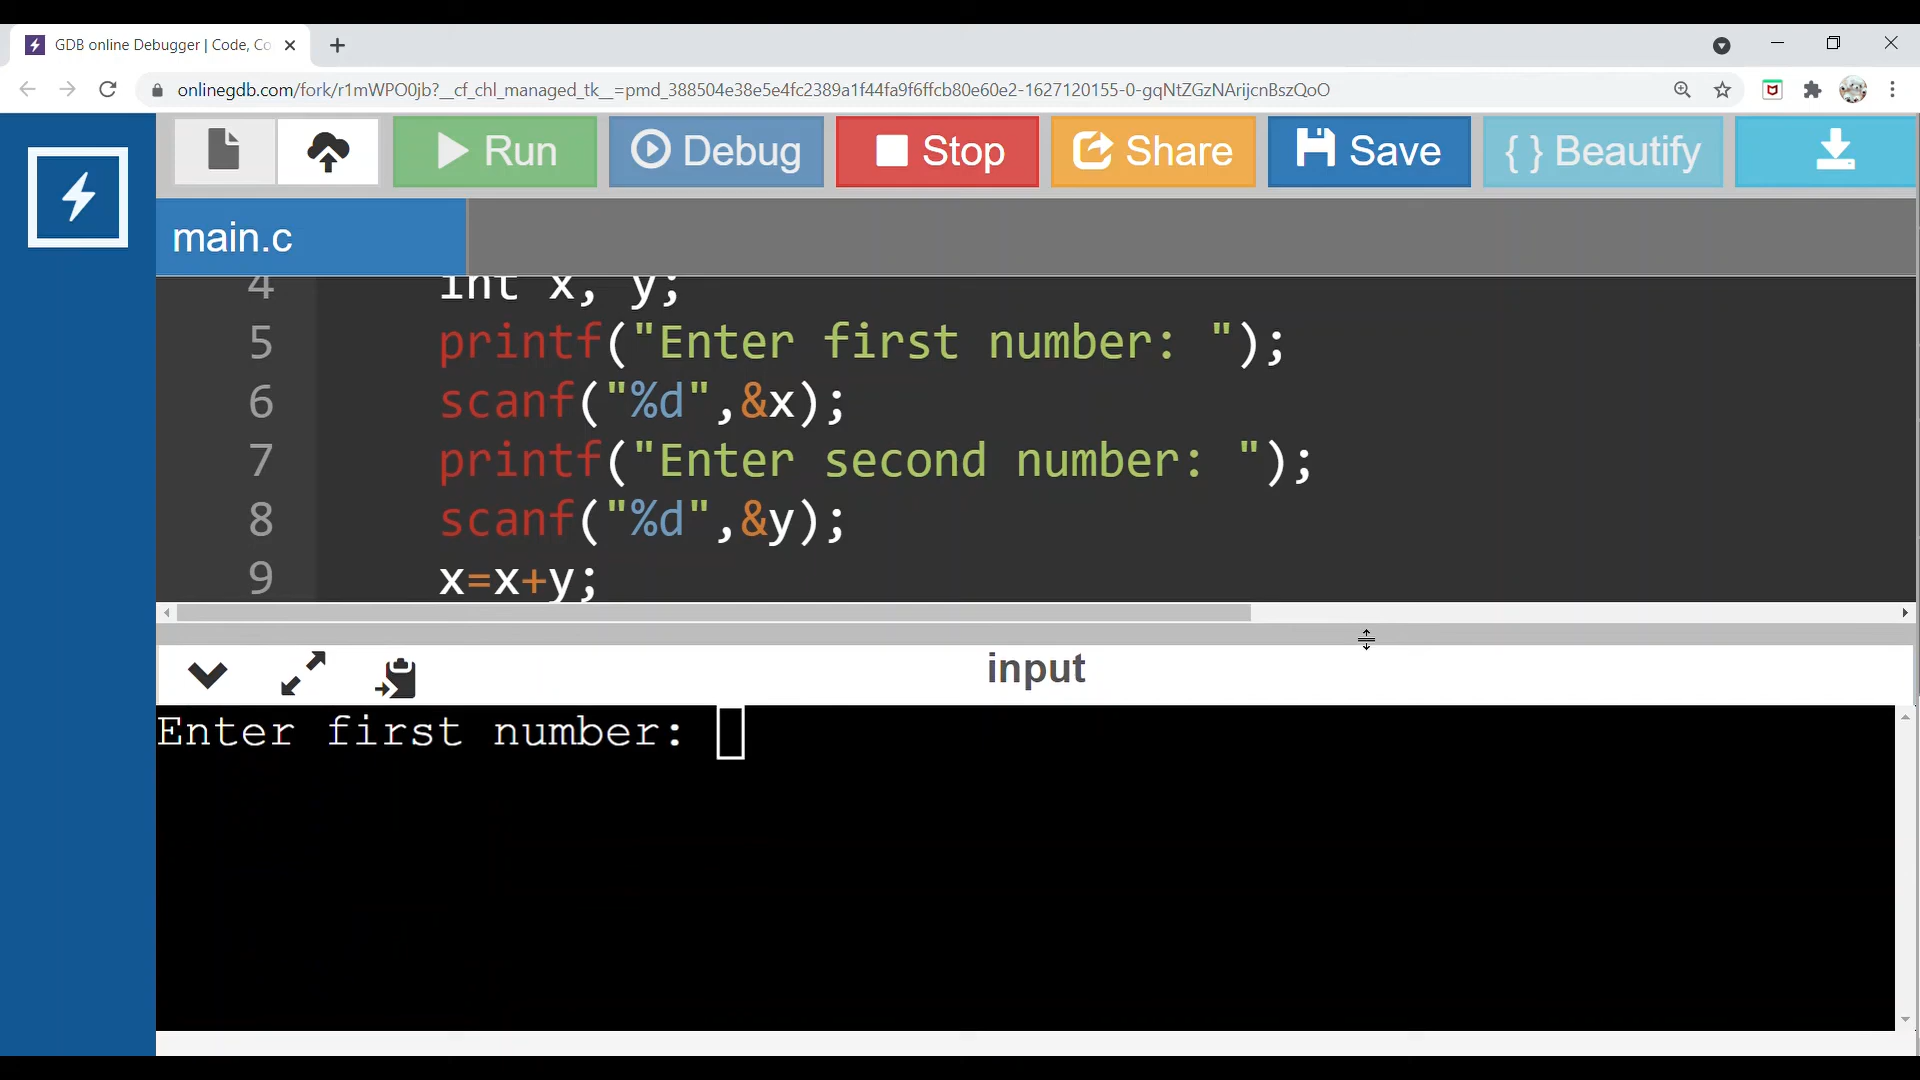 GDB online Debugger | Code, Co
onlinegdb.com/fork/r1mWPO0jb?__cf_chl_managed_tk__=pmd_388504e38e5e4fc2389a1f44fa9f6ffcb80e60e2-1627120155-0-gqNtZGzNArijcnBszQoO
Run Debug Stop Share Save { } Beautify
main.c
4 int x, y;
5 printf("Enter first number: ");
6 scanf("%d",&x);
7 printf("Enter second number: ");
8 scanf("%d",&y);
9 x=x+y;
input
Enter first number: